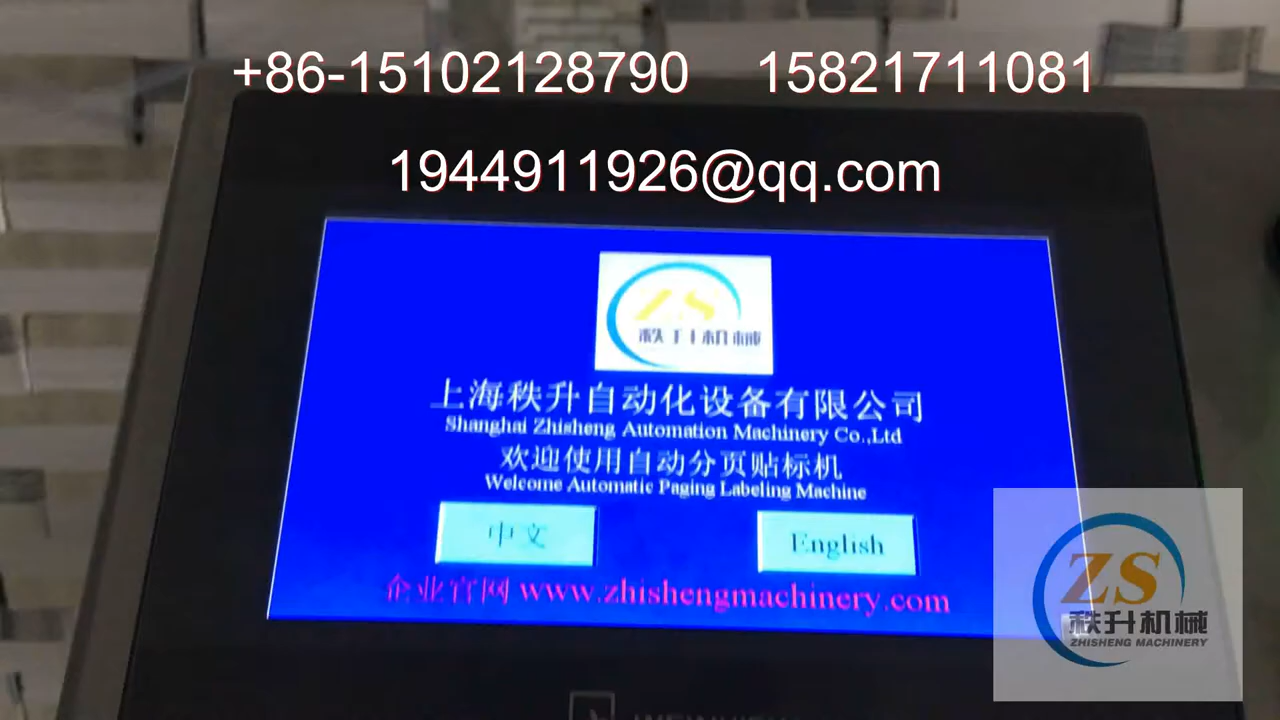 +86-15102128790 15821711081
1944911926@qq.com
ZS
秩升机械
上海秩升自动化设备有限公司
Shanghai Zhisheng Automation Machinery Co.,Ltd
欢迎使用自动分页贴标机
Welcome Automatic Paging Labeling Machine
中文 English
企业官网 www.zhishengmachinery.com
ZS
秩升机械
ZHISHENG MACHINERY